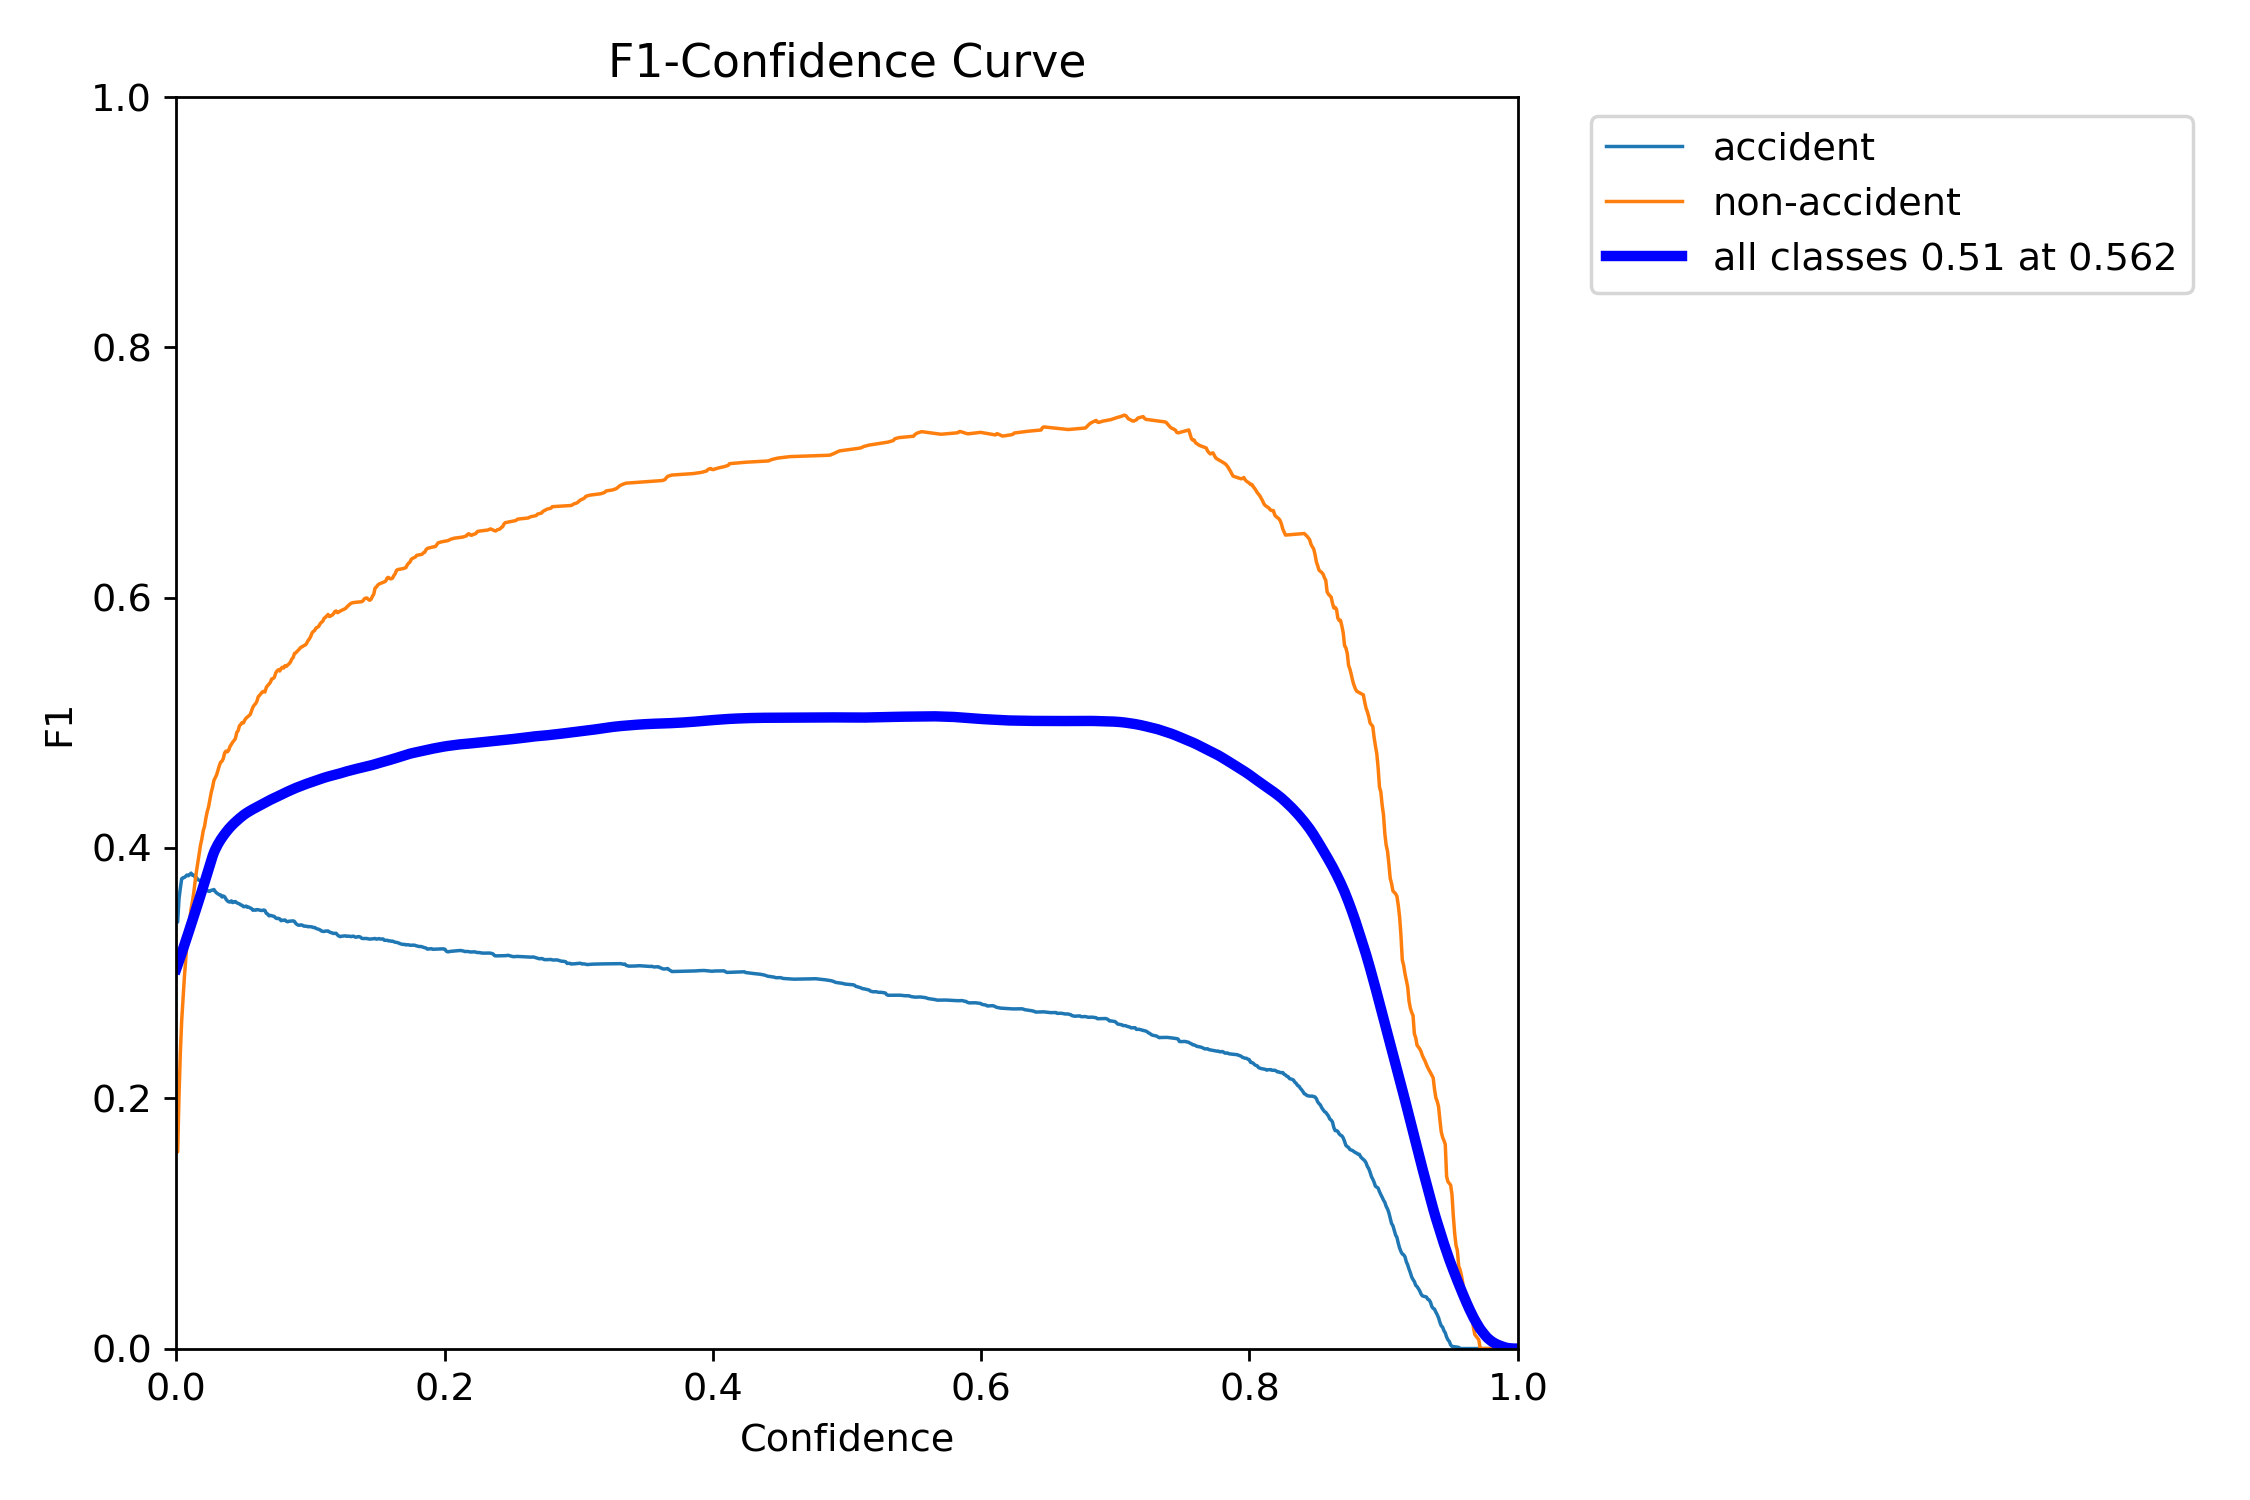 F1-Confidence Curve
accident
non-accident
all classes 0.51 at 0.562
1.0
0.8
0.6
0.4
0.2
0.0
F1
0.0 0.2 0.4 0.6 0.8 1.0
Confidence